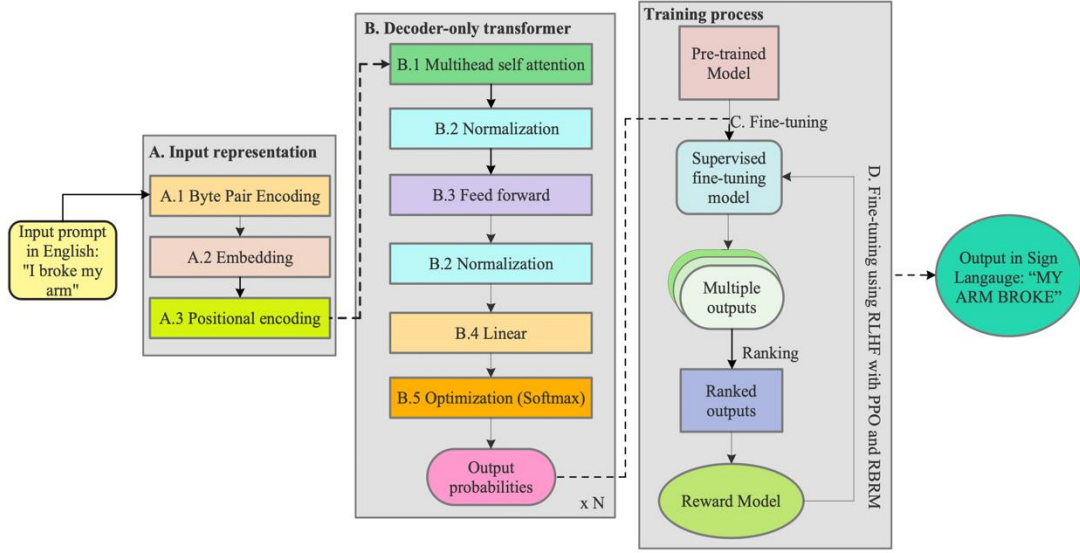 A. Input representation
Input prompt
in English:
"I broke my
arm"
A.1 Byte Pair Encoding
A.2 Embedding
A.3 Positional encoding
B. Decoder-only transformer
B.1 Multihead self attention
B.2 Normalization
B.3 Feed forward
B.2 Normalization
B.4 Linear
B.5 Optimization (Softmax)
Output
probabilities
x N
Training process
Pre-trained
Model
C. Fine-tuning
Supervised
fine-tuning
model
Multiple
outputs
Ranking
Ranked
outputs
Reward Model
D. Fine-tuning using RLHF with PPO and RBRM
Output in Sign
Langauge: “MY
ARM BROKE”